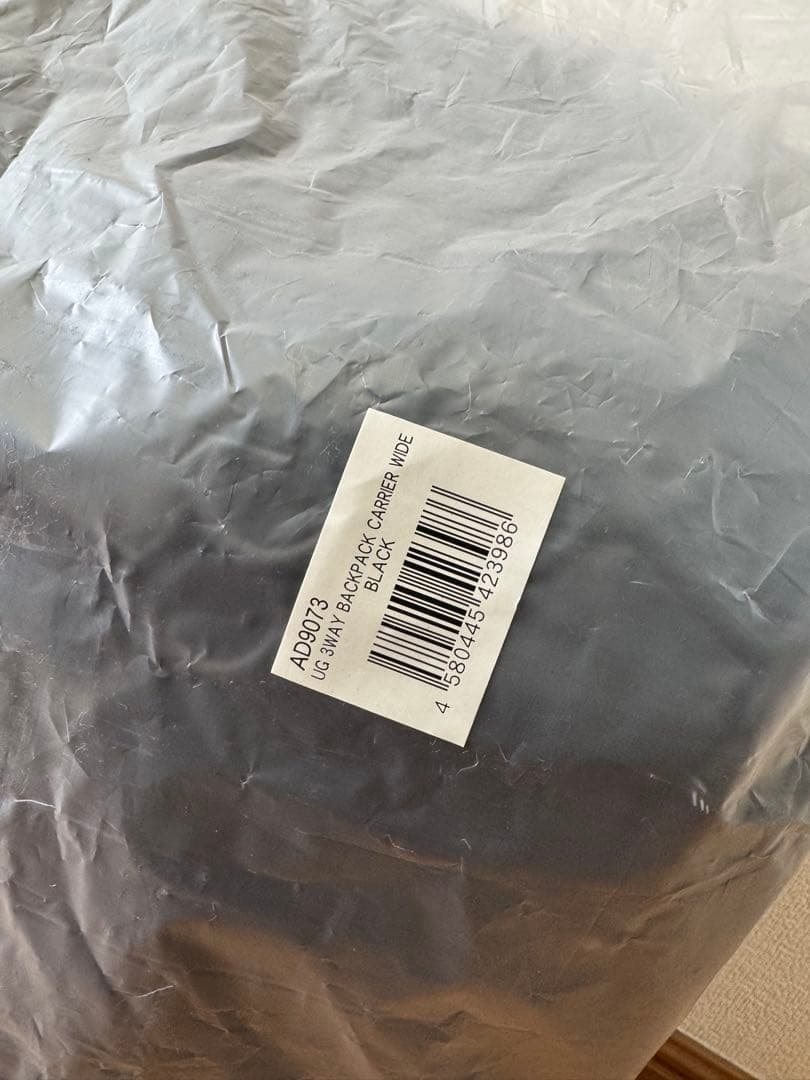 AD9073
UG 3WAY BACKPACK CARRIER WIDE
BLACK
4 580445 423986